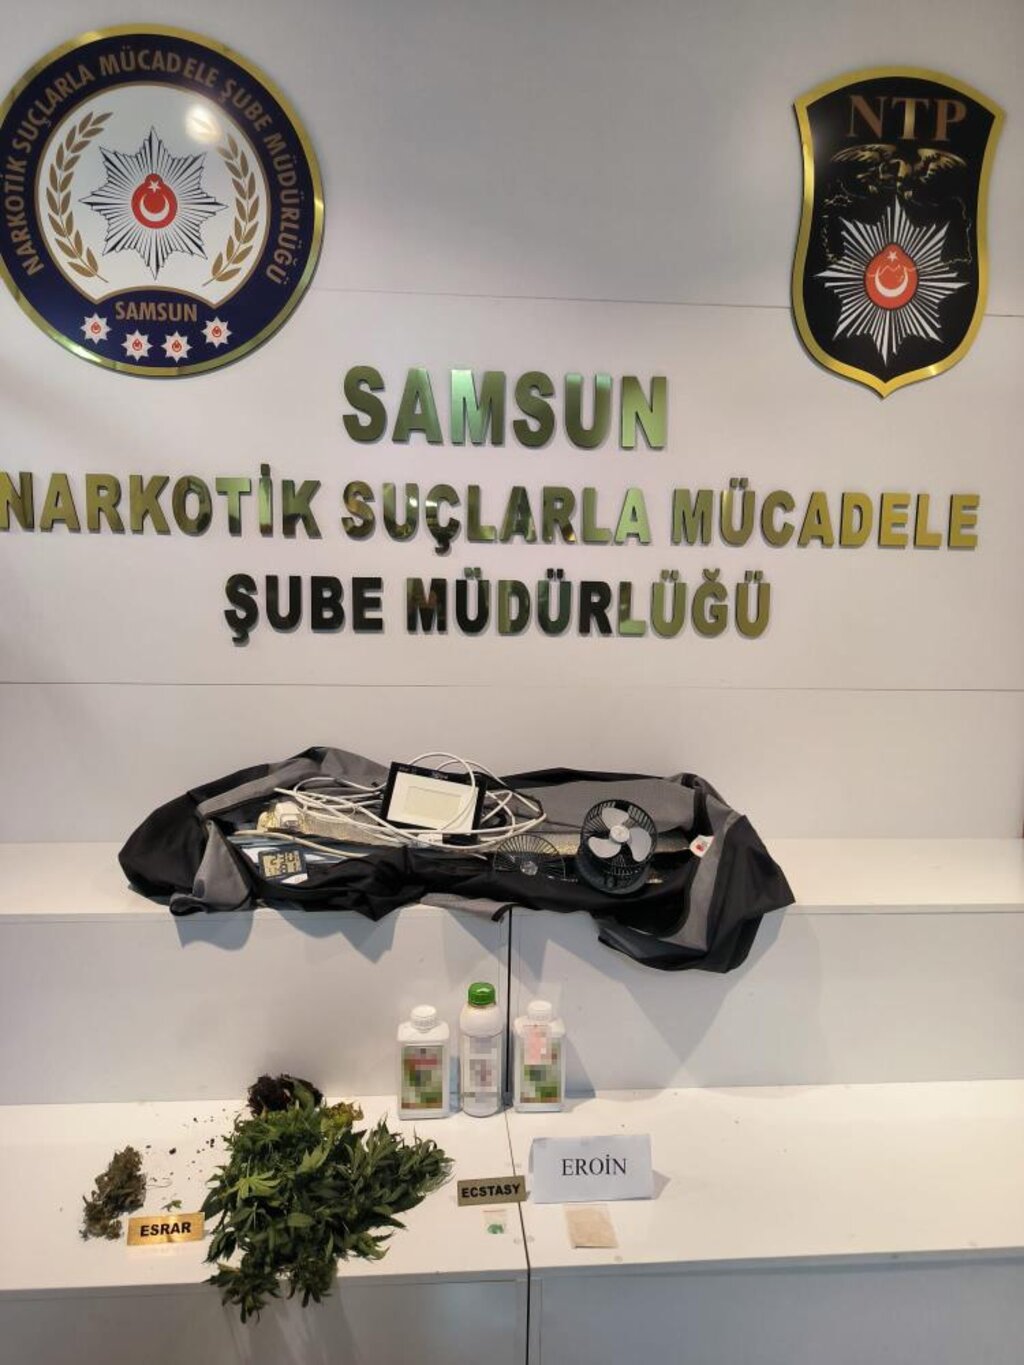 NARKOTİK SUÇLARLA MÜCADELE ŞUBE MÜDÜRLÜĞÜ
SAMSUN
NTP
SAMSUN
NARKOTİK SUÇLARLA MÜCADELE
ŞUBE MÜDÜRLÜĞÜ
ESRAR
ECSTASY
EROİN